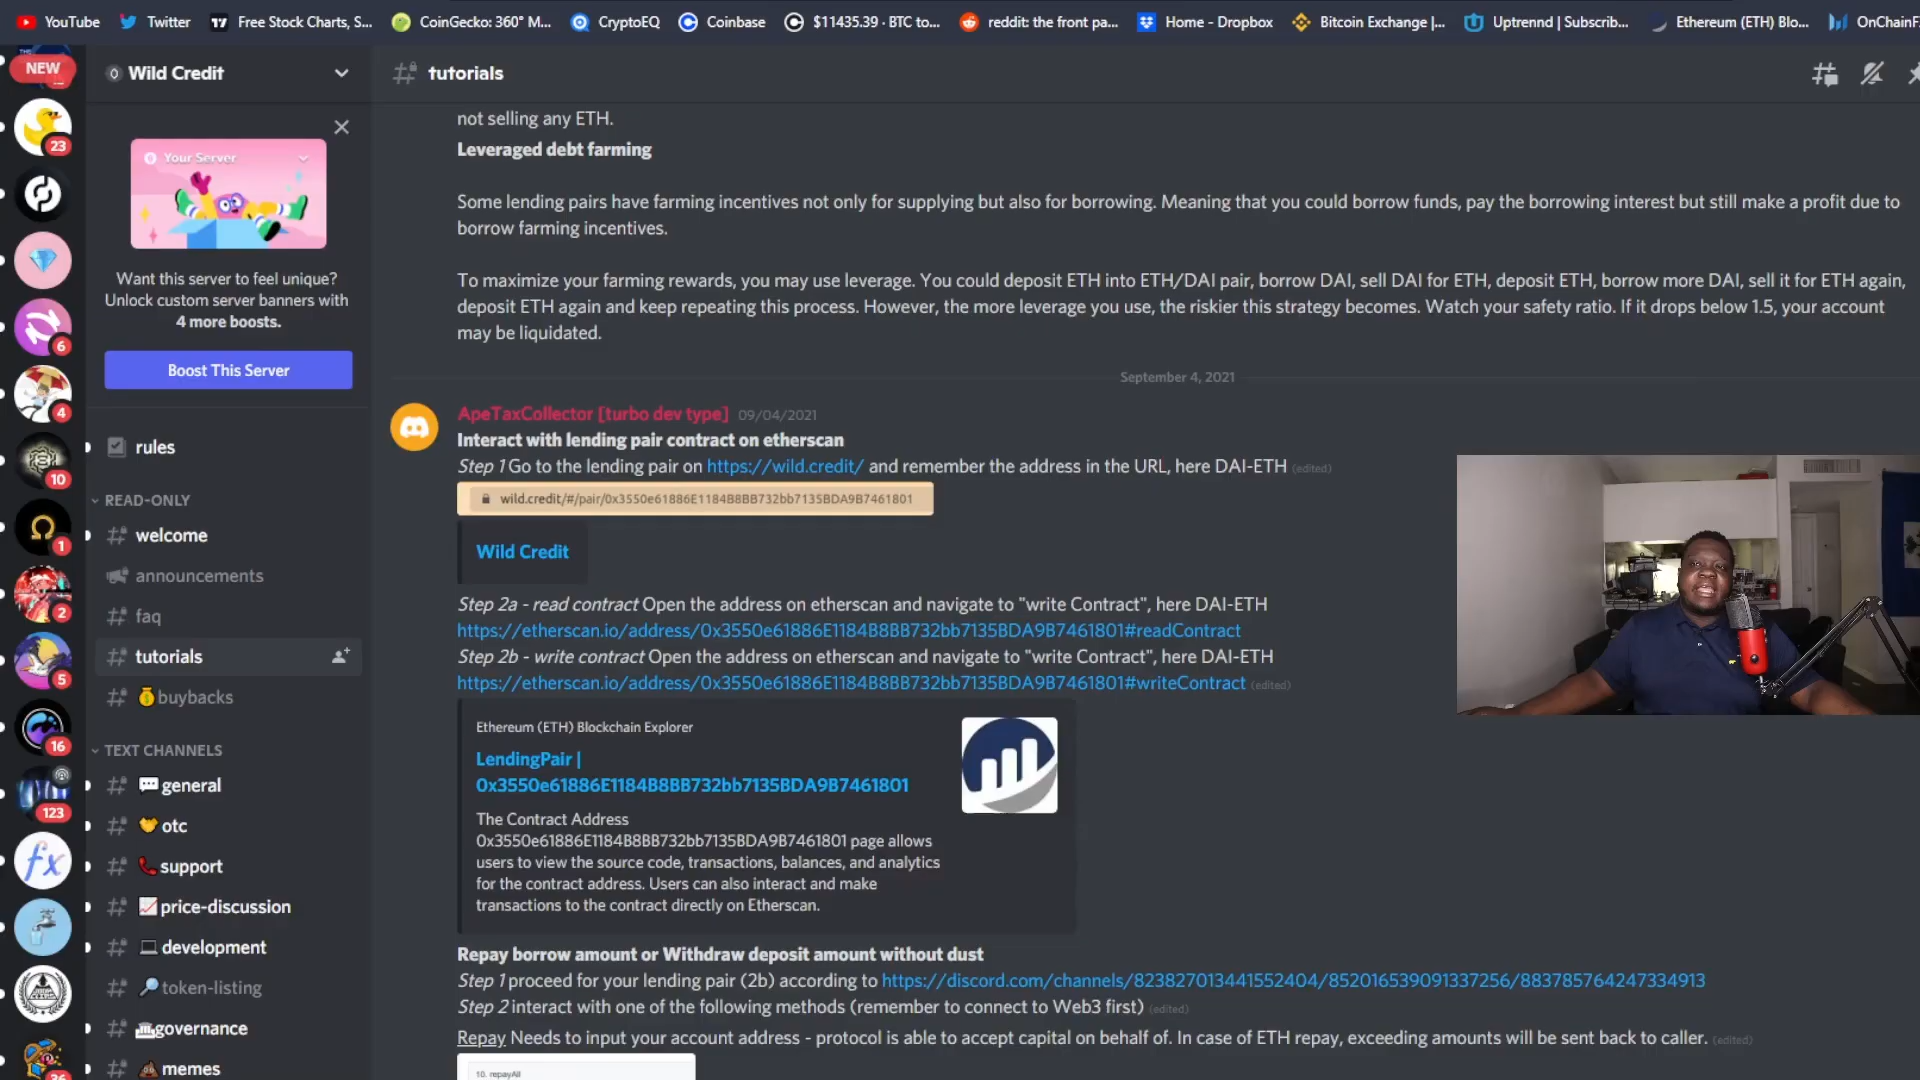 YouTube
Twitter
Free Stock Charts, S...
CoinGecko: 360° M...
CryptoEQ
Coinbase
$11435.39 - BTC to...
reddit: the front pa...
Home - Dropbox
Bitcoin Exchange |...
Uptrennd | Subscrib...
Ethereum (ETH) Blo...
OnChainF
NEW
Wild Credit
# tutorials
23
6
4
10
1
2
5
16
123
fx
Your Server
Want this server to feel unique?
Unlock custom server banners with
4 more boosts.
Boost This Server
rules
READ-ONLY
# welcome
announcements
# faq
# tutorials
# 💰buybacks
TEXT CHANNELS
# 💬general
# 🤝otc
# 📞support
# 📈price-discussion
# 💻development
# 🔎token-listing
# 🏛governance
# 💩memes
not selling any ETH.
Leveraged debt farming
Some lending pairs have farming incentives not only for supplying but also for borrowing. Meaning that you could borrow funds, pay the borrowing interest but still make a profit due to
borrow farming incentives.
To maximize your farming rewards, you may use leverage. You could deposit ETH into ETH/DAI pair, borrow DAI, sell DAI for ETH, deposit ETH, borrow more DAI, sell it for ETH again,
deposit ETH again and keep repeating this process. However, the more leverage you use, the riskier this strategy becomes. Watch your safety ratio. If it drops below 1.5, your account
may be liquidated.
September 4, 2021
ApeTaxCollector [turbo dev type] 09/04/2021
Interact with lending pair contract on etherscan
Step 1 Go to the lending pair on https://wild.credit/ and remember the address in the URL, here DAI-ETH (edited)
wild.credit/#/pair/0x3550e61886E1184B8BB732bb7135BDA9B7461801
Wild Credit
Step 2a - read contract Open the address on etherscan and navigate to "write Contract", here DAI-ETH
https://etherscan.io/address/0x3550e61886E1184B8BB732bb7135BDA9B7461801#readContract
Step 2b - write contract Open the address on etherscan and navigate to "write Contract", here DAI-ETH
https://etherscan.io/address/0x3550e61886E1184B8BB732bb7135BDA9B7461801#writeContract (edited)
Ethereum (ETH) Blockchain Explorer
LendingPair |
0x3550e61886E1184B8BB732bb7135BDA9B7461801
The Contract Address
0x3550e61886E1184B8BB732bb7135BDA9B7461801 page allows
users to view the source code, transactions, balances, and analytics
for the contract address. Users can also interact and make
transactions to the contract directly on Etherscan.
Repay borrow amount or Withdraw deposit amount without dust
Step 1 proceed for your lending pair (2b) according to https://discord.com/channels/823827013441552404/852016539091337256/883785764247334913
Step 2 interact with one of the following methods (remember to connect to Web3 first) (edited)
Repay Needs to input your account address - protocol is able to accept capital on behalf of. In case of ETH repay, exceeding amounts will be sent back to caller. (edited)
10. repayAll